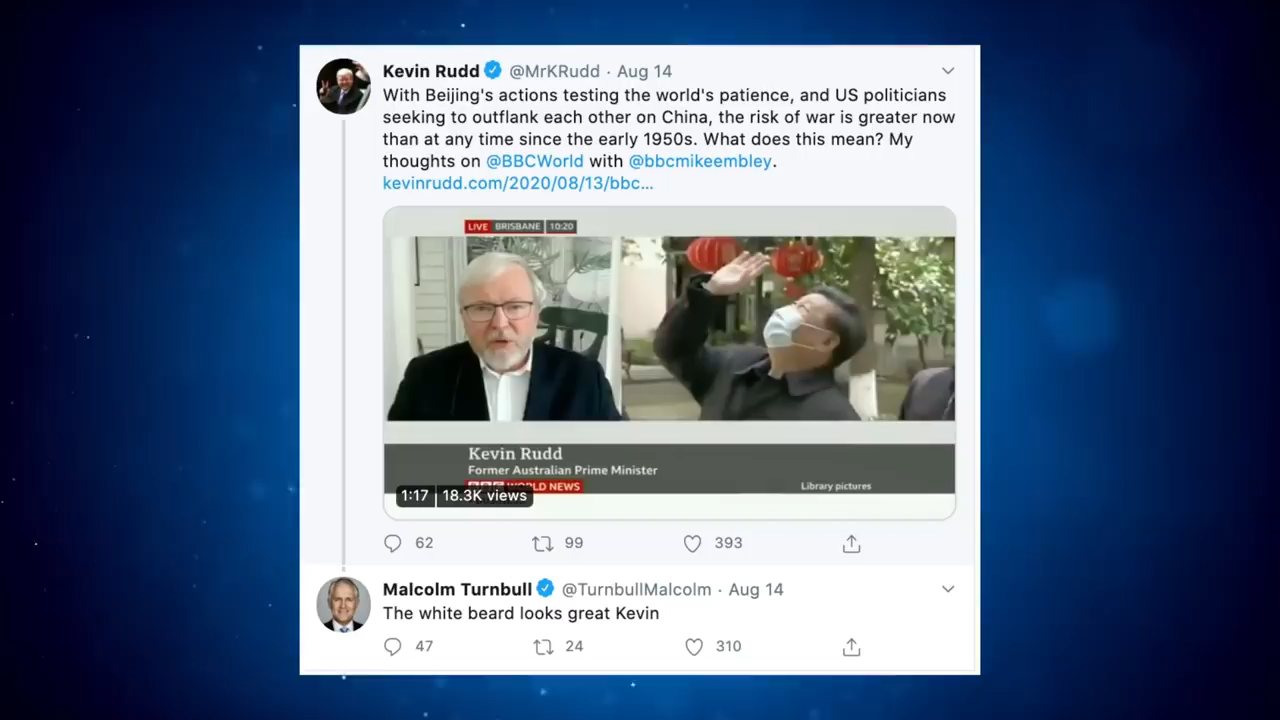 Kevin Rudd @MrKRudd · Aug 14
With Beijing's actions testing the world's patience, and US politicians
seeking to outflank each other on China, the risk of war is greater now
than at any time since the early 1950s. What does this mean? My
thoughts on @BBCWorld with @bbcmikeembley.
kevinrudd.com/2020/08/13/bbc...
LIVE BRISBANE 10:20
Kevin Rudd
Former Australian Prime Minister
WORLD NEWS
Library pictures
1:17 18.3K views
62 99 393
Malcolm Turnbull @TurnbullMalcolm · Aug 14
The white beard looks great Kevin
47 24 310